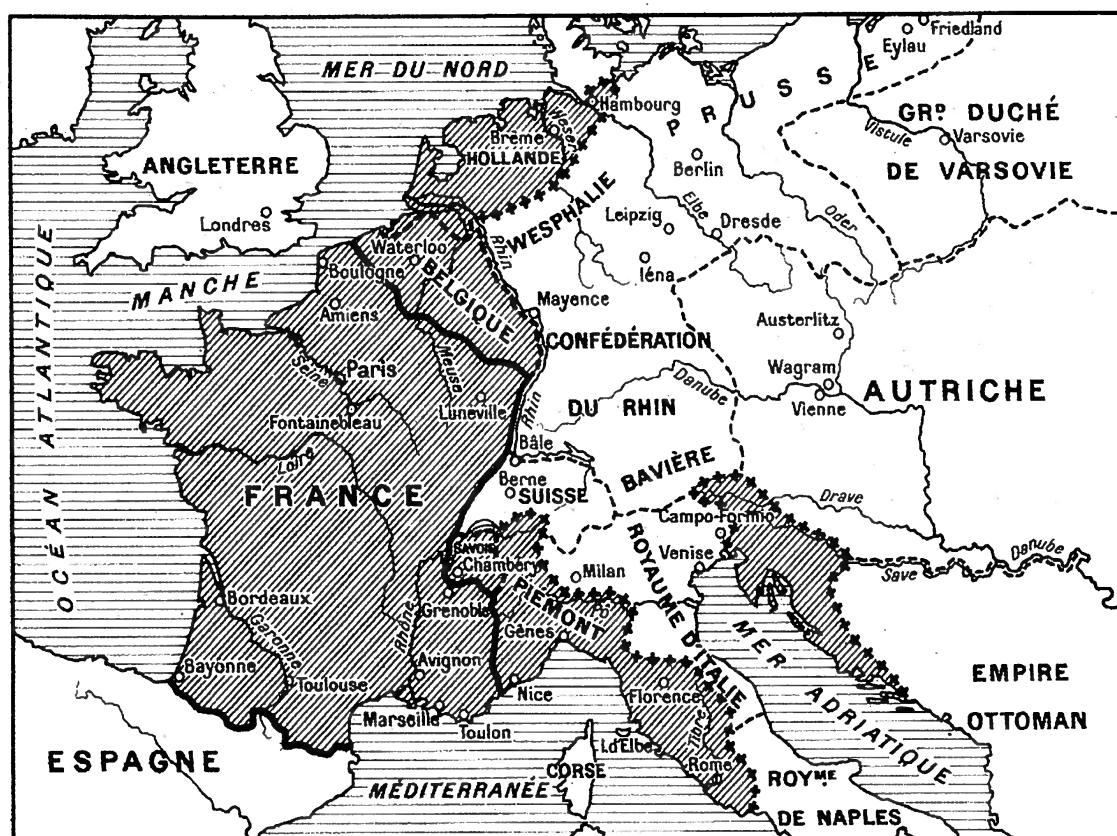 MER DU NORD
Friedland
Eylau
PRUSSE
Hambourg
GRD. DUCHÉ
DE VARSOVIE
Vistule
Varsovie
Brême
HOLLANDE
ANGLETERRE
Londres
Berlin
WESPHALIE
Leipzig
Elbe
Dresde
Oder
Iéna
Waterloo
Boulogne
BELGIQUE
Rhin
MANCHE
Amiens
Mayence
CONFÉDÉRATION
DU RHIN
Austerlitz
Wagram
Vienne
AUTRICHE
OCÉAN ATLANTIQUE
Paris
Seine
Meuse
Fontainebleau
Lunéville
Rhin
Danube
Bâle
Loire
FRANCE
Berne
SUISSE
BAVIÈRE
Drave
Campo-Formio
Venise
Save
Danube
SAVOIE
Chambéry
Milan
ROYAUME D'ITALIE
PIÉMONT
Pô
Grenoble
Rhône
Bordeaux
Garonne
Gênes
MER ADRIATIQUE
Bayonne
Toulouse
Avignon
Nice
Florence
EMPIRE
OTTOMAN
Marseille
Toulon
Tibre
ESPAGNE
I.d'Elbe
CORSE
Rome
MÉDITERRANÉE
ROYME.
DE NAPLES